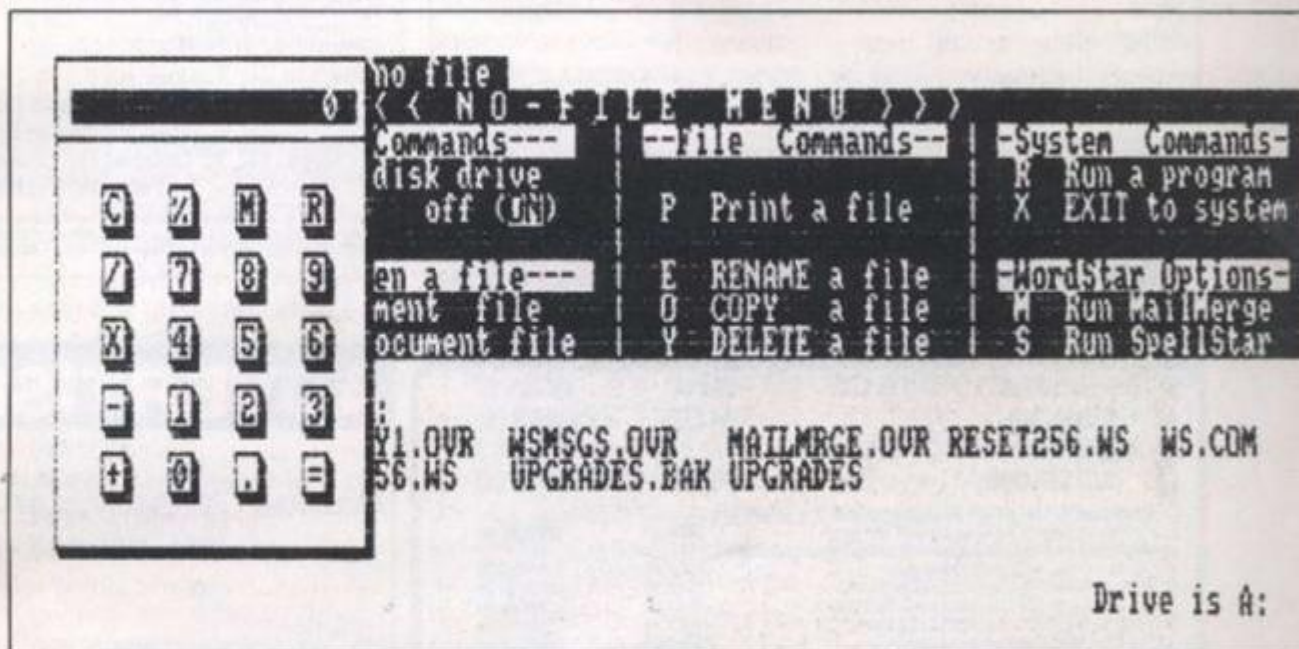 no file
0
< < N O - F I L E M E N U > > >
Commands--- | --File Commands-- | -System Commands-
disk drive | | R Run a program
off (ON) | P Print a file | X EXIT to system
en a file--- | E RENAME a file | -WordStar Options-
ment file | O COPY a file | M Run MailMerge
ocument file | Y DELETE a file | S Run SpellStar
C % M R
/ 7 8 9
X 4 5 6
- 1 2 3
+ 0 . =
:
Y1.OVR WSMSGS.OVR MAILMRGE.OVR RESET256.WS WS.COM
56.WS UPGRADES.BAK UPGRADES
Drive is A: